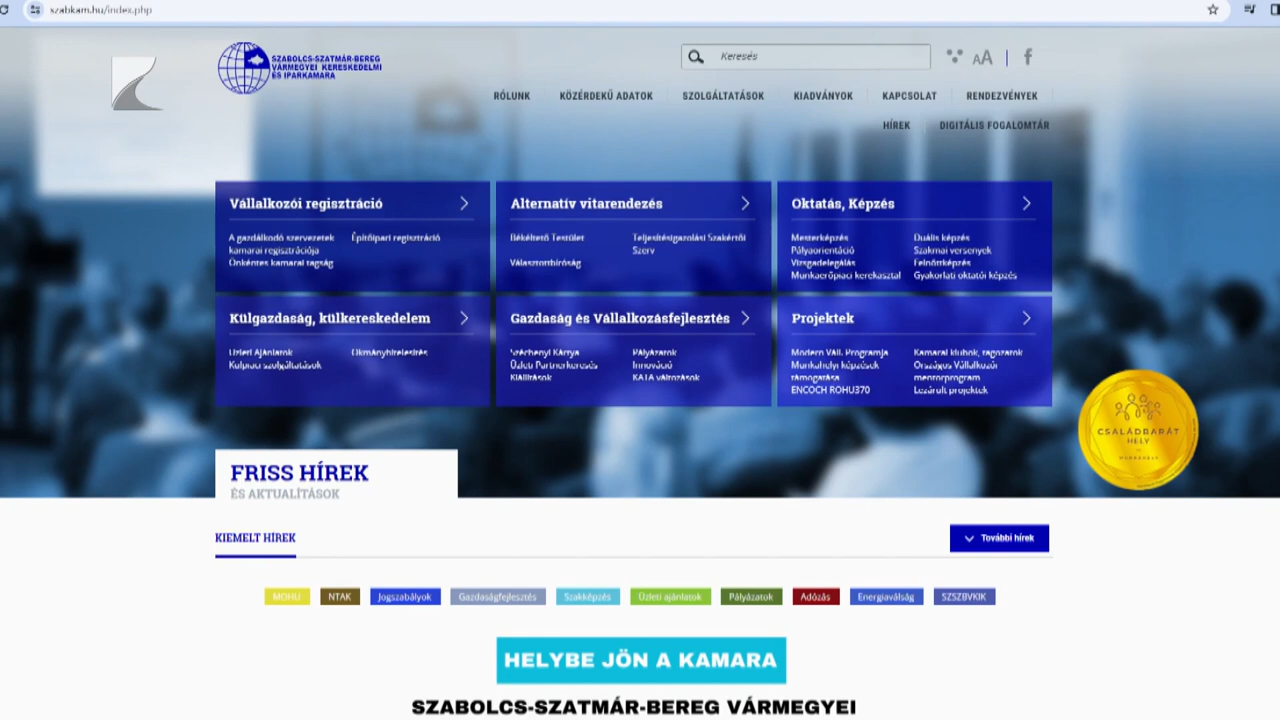 szabkam.hu/index.php
SZABOLCS-SZATMÁR-BEREG
VÁRMEGYEI KERESKEDELMI
ÉS IPARKAMARA
Keresés
AA
f
RÓLUNK KÖZÉRDEKŰ ADATOK SZOLGÁLTATÁSOK KIADVÁNYOK KAPCSOLAT RENDEZVÉNYEK
HÍREK DIGITÁLIS FOGALOMTÁR
Vállalkozói regisztráció
A gazdálkodó szervezetek
kamarai regisztrációja
Önkéntes kamarai tagság
Építőipari regisztráció
Alternatív vitarendezés
Békéltető Testület
Választottbíróság
Teljesítésigazolási Szakértői
Szerv
Oktatás, Képzés
Mesterképzés
Pályaorientáció
Vizsgadelegálás
Munkaerőpiaci kerekasztal
Duális képzés
Szakmai versenyek
Felnőttképzés
Gyakorlati oktatói képzés
Külgazdaság, külkereskedelem
Üzleti Ajánlatok
Külpiaci szolgáltatások
Okmányhitelesítés
Gazdaság és Vállalkozásfejlesztés
Széchenyi Kártya
Üzleti Partnerkeresés
Kiállítások
Pályázatok
Innováció
KATA változások
Projektek
Modern Váll. Programja
Munkahelyi képzések
támogatása
ENCOCH ROHU370
Kamarai klubok, tagozatok
Országos Vállalkozói
mentorprogram
Lezárult projektek
CSALÁDBARÁT
HELY
MUNKAHELY
FRISS HÍREK
ÉS AKTUALÍTÁSOK
KIEMELT HÍREK
További hírek
MOHU NTAK Jogszabályok Gazdaságfejlesztés Szakképzés Üzleti ajánlatok Pályázatok Adózás Energiaválság SZSZBVKIK
HELYBE JÖN A KAMARA
SZABOLCS-SZATMÁR-BEREG VÁRMEGYEI